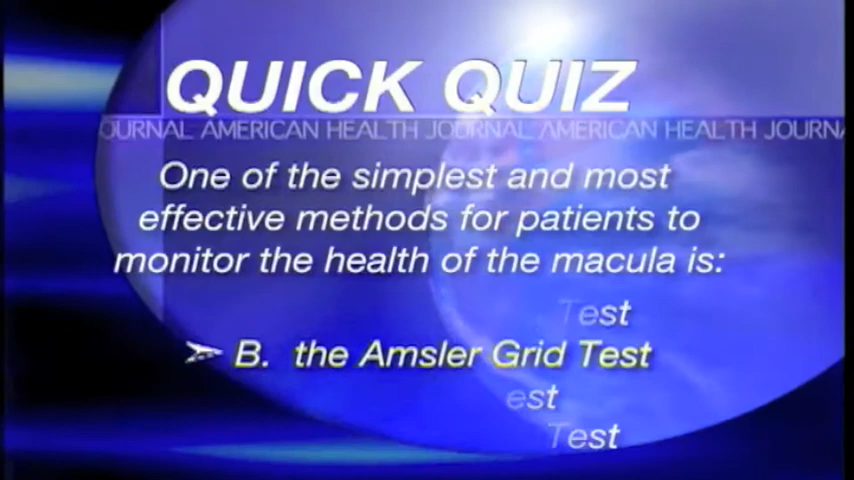 QUICK QUIZ
OURNAL AMERICAN HEALTH JOURNAL AMERICAN HEALTH JOURNA
One of the simplest and most
effective methods for patients to
monitor the health of the macula is:
Test
➢ B. the Amsler Grid Test
est
Test